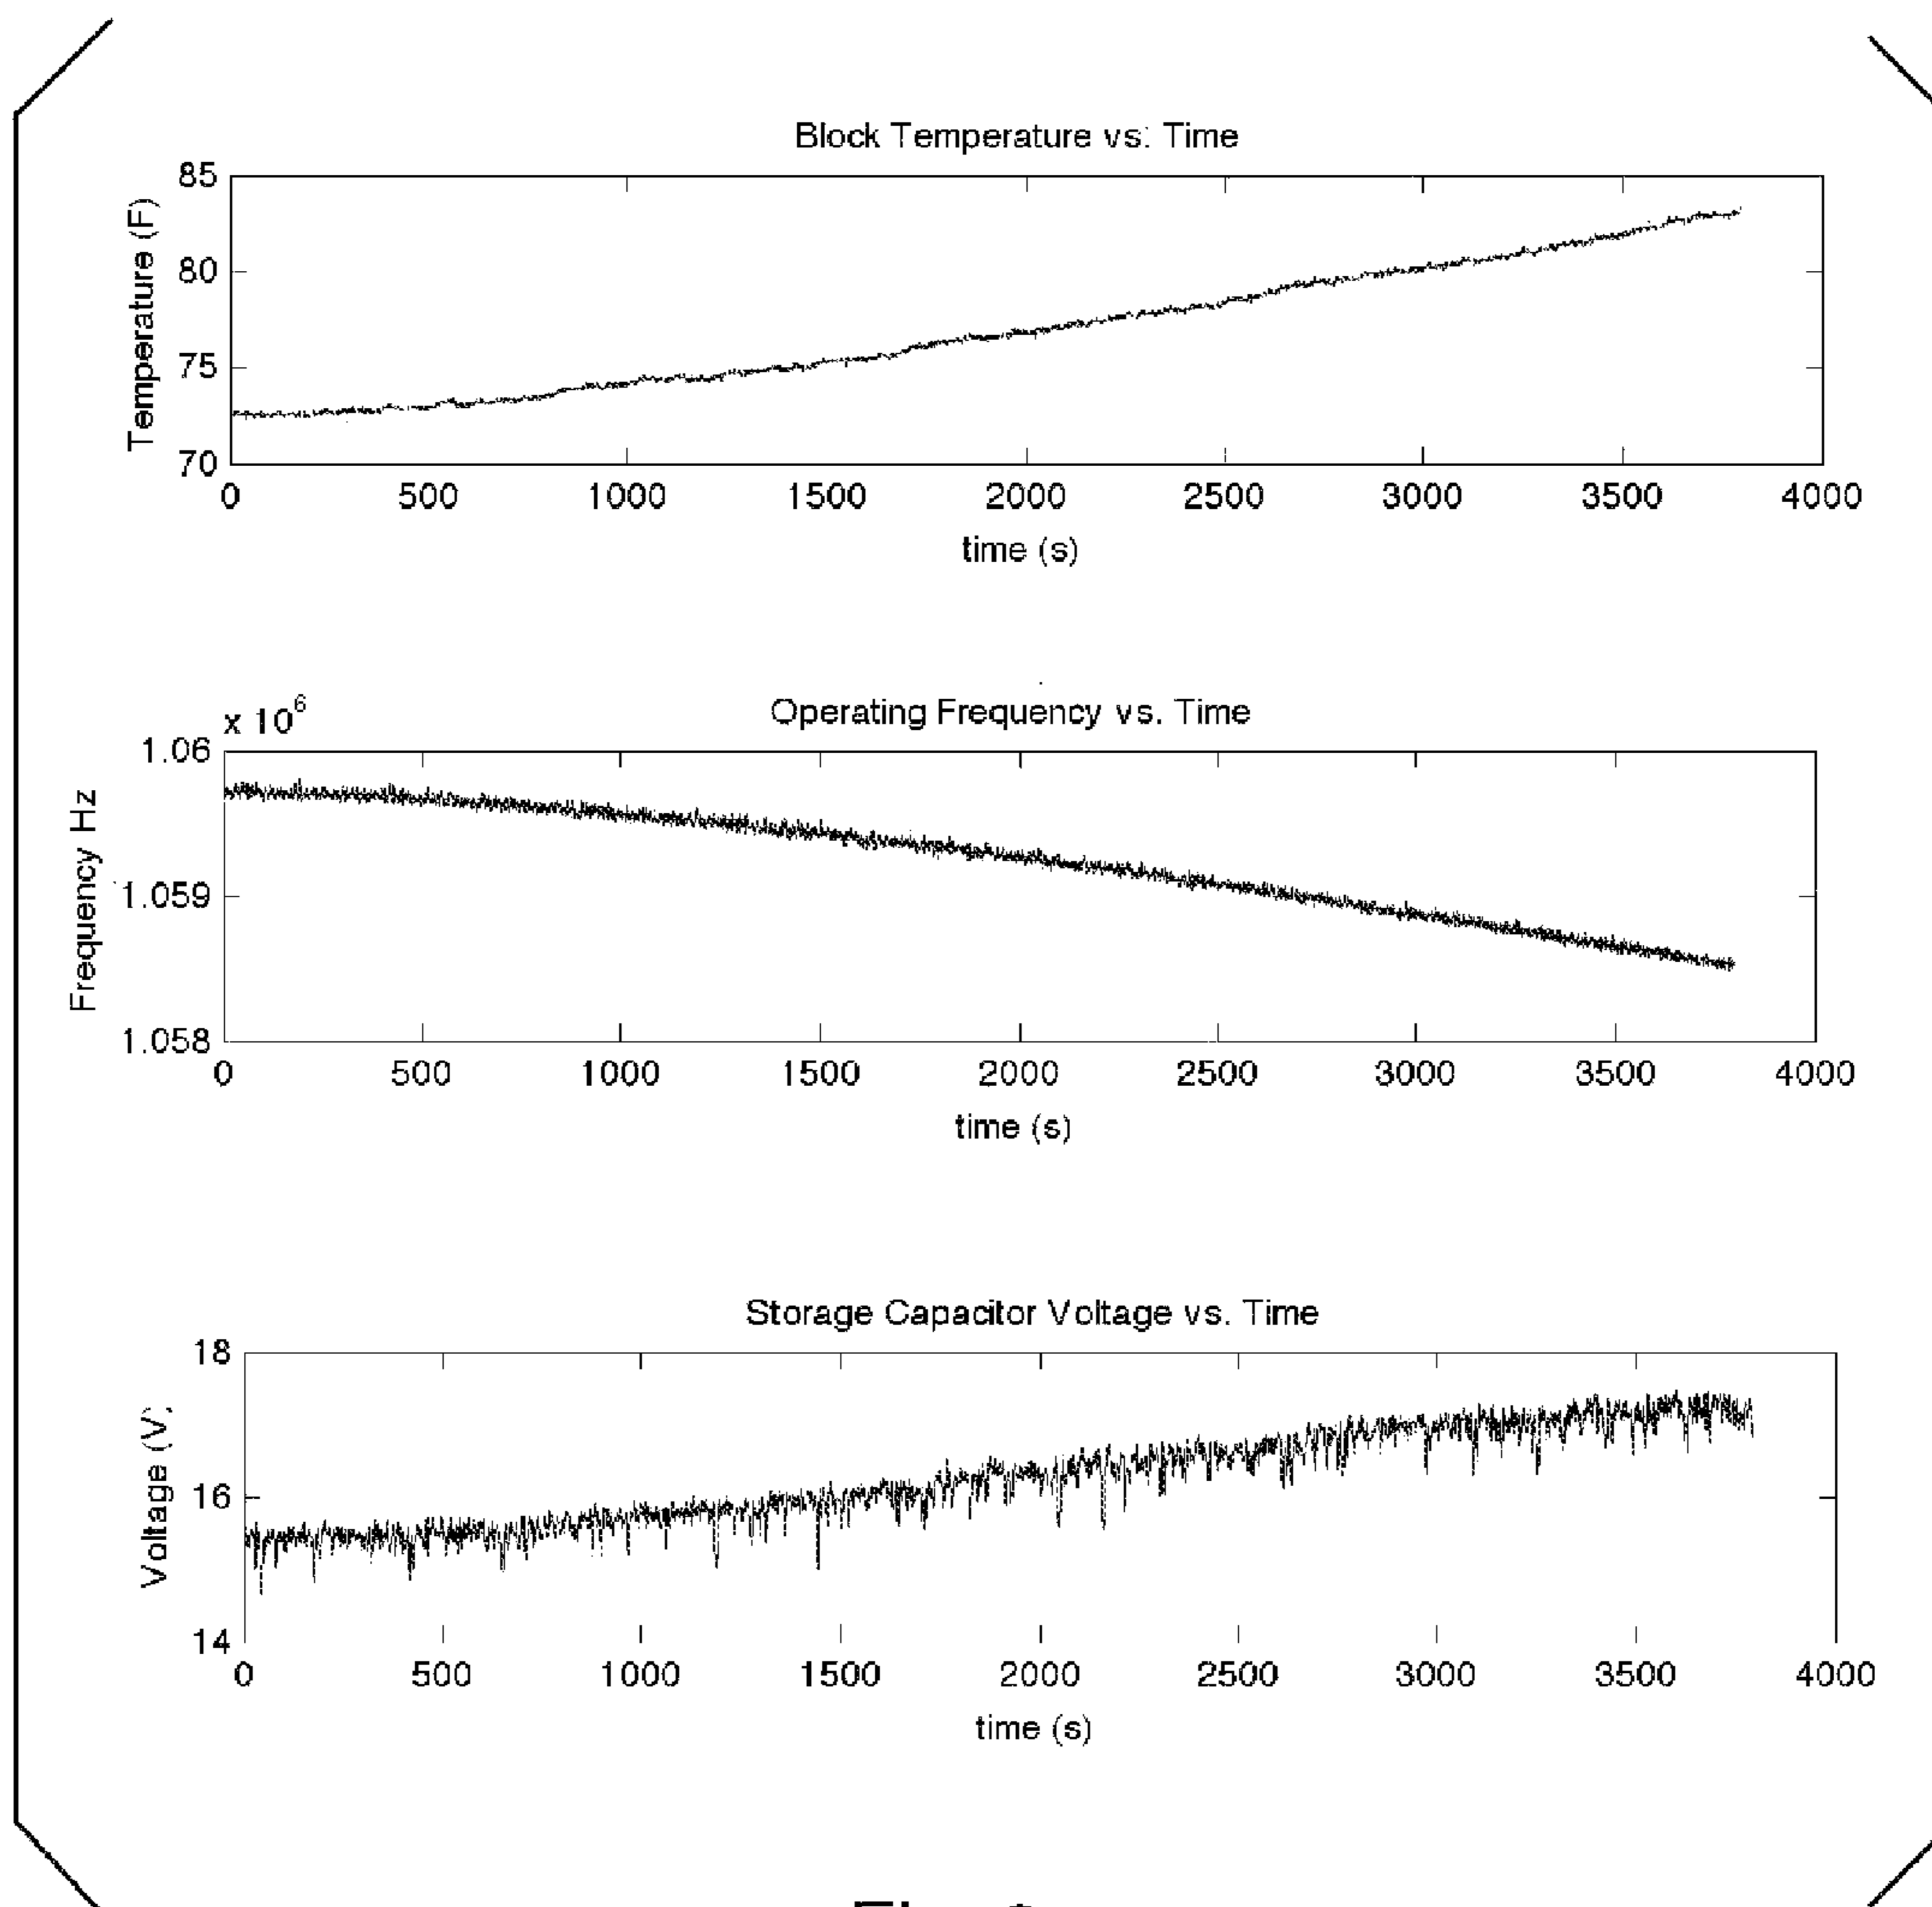 Block Temperature vs. Time
85
80
75
70
Temperature (F)
0 500 1000 1500 2000 2500 3000 3500 4000
time (s)
Operating Frequency vs. Time
x 10^6
1.06
1.059
1.058
Frequency Hz
0 500 1000 1500 2000 2500 3000 3500 4000
time (s)
Storage Capacitor Voltage vs. Time
18
16
14
Voltage (V)
0 500 1000 1500 2000 2500 3000 3500 4000
time (s)